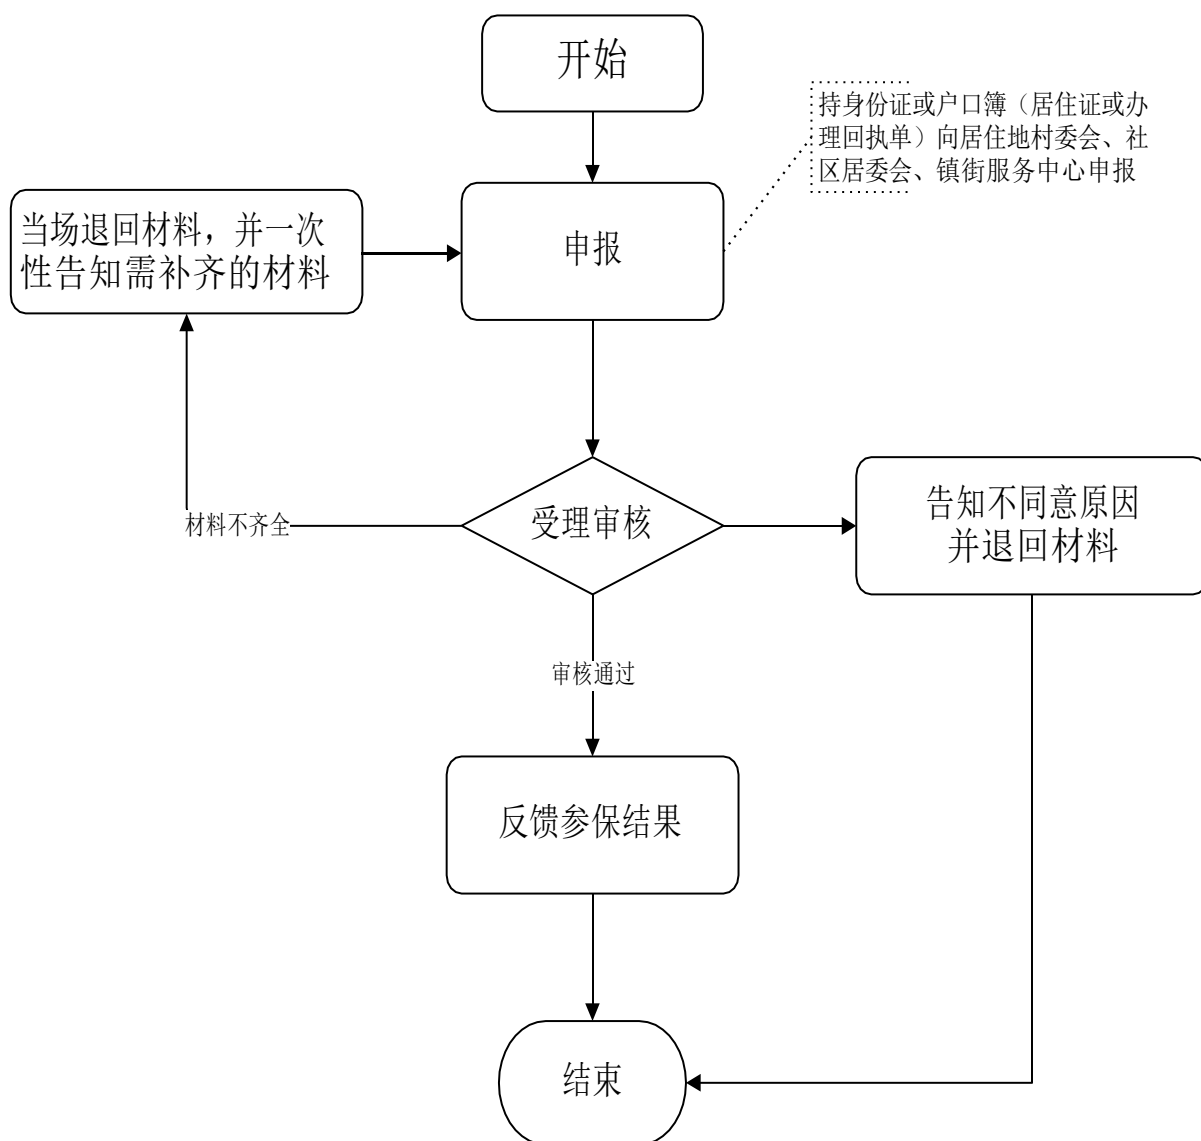 开始
持身份证或户口簿（居住证或办
理回执单）向居住地村委会、社
区居委会、镇街服务中心申报
当场退回材料，并一次
性告知需补齐的材料
申报
材料不齐全
受理审核
告知不同意原因
并退回材料
审核通过
反馈参保结果
结束